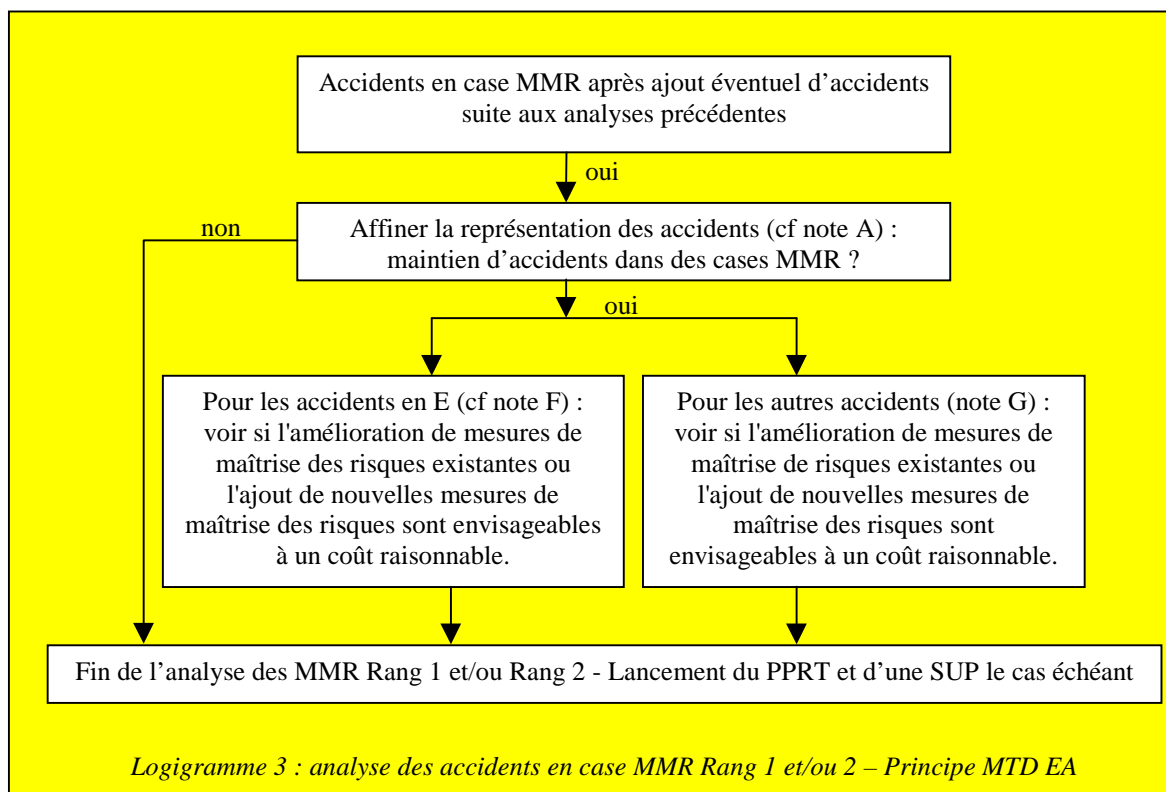 Accidents en case MMR après ajout éventuel d’accidents
suite aux analyses précédentes
oui
non
Affiner la représentation des accidents (cf note A) :
maintien d’accidents dans des cases MMR ?
oui
Pour les accidents en E (cf note F) :
voir si l'amélioration de mesures de
maîtrise des risques existantes ou
l'ajout de nouvelles mesures de
maîtrise des risques sont envisageables
à un coût raisonnable.
Pour les autres accidents (note G) :
voir si l'amélioration de mesures de
maîtrise de risques existantes ou
l'ajout de nouvelles mesures de
maîtrise des risques sont
envisageables à un coût raisonnable.
Fin de l’analyse des MMR Rang 1 et/ou Rang 2 - Lancement du PPRT et d’une SUP le cas échéant
Logigramme 3 : analyse des accidents en case MMR Rang 1 et/ou 2 – Principe MTD EA